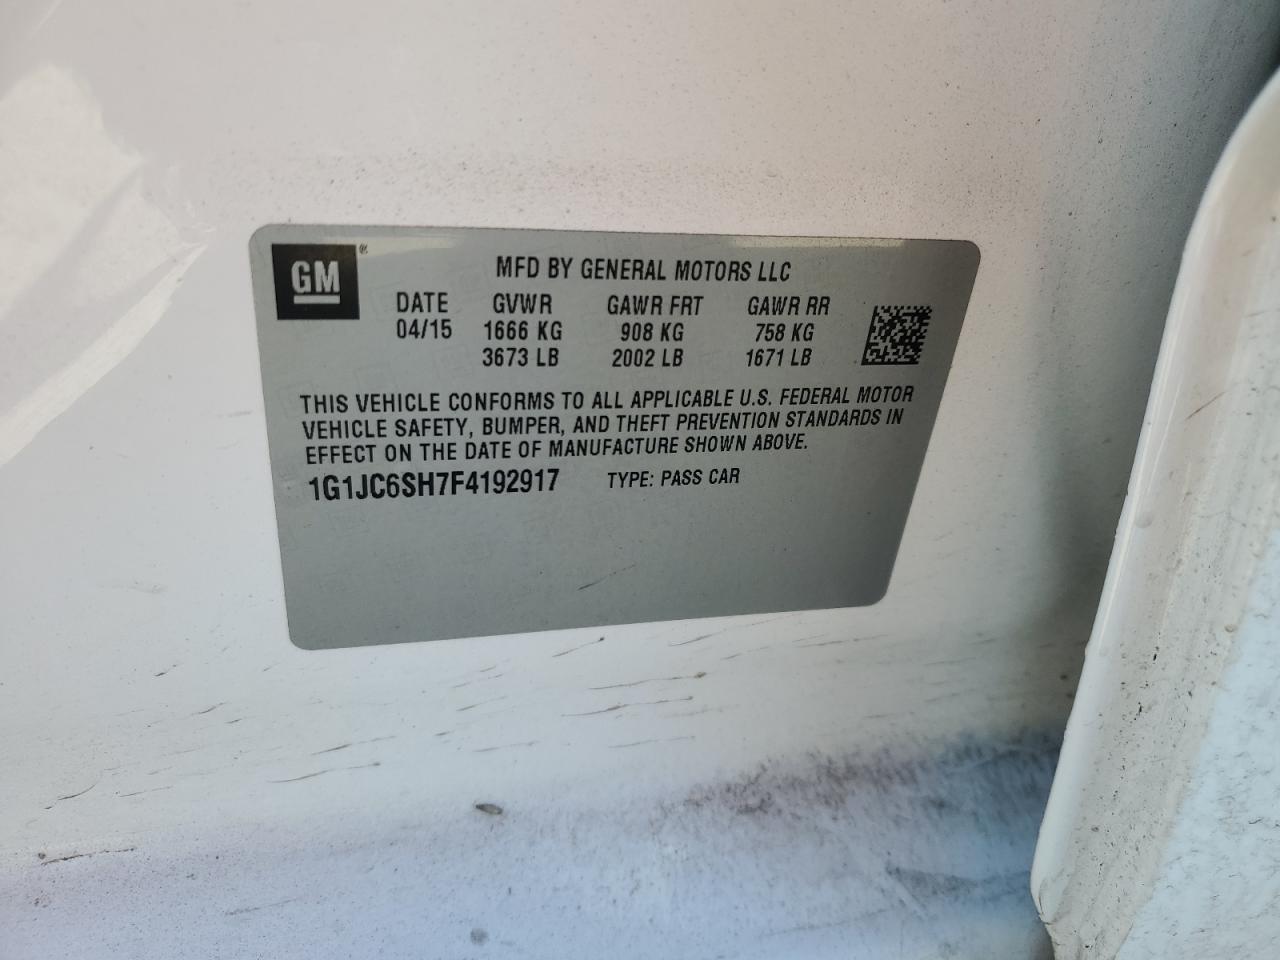 GM®
MFD BY GENERAL MOTORS LLC
DATE GVWR GAWR FRT GAWR RR
04/15 1666 KG 908 KG 758 KG
3673 LB 2002 LB 1671 LB
THIS VEHICLE CONFORMS TO ALL APPLICABLE U.S. FEDERAL MOTOR
VEHICLE SAFETY, BUMPER, AND THEFT PREVENTION STANDARDS IN
EFFECT ON THE DATE OF MANUFACTURE SHOWN ABOVE.
1G1JC6SH7F4192917 TYPE: PASS CAR